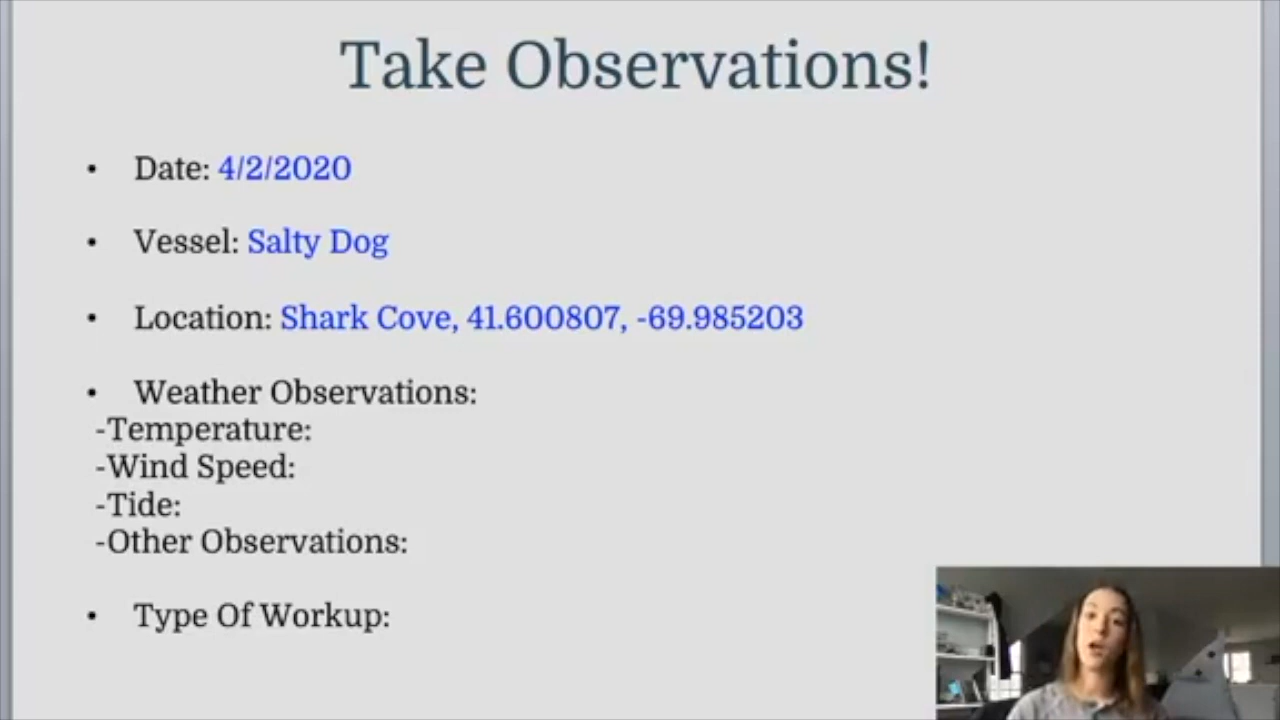 Take Observations!
• Date: 4/2/2020
• Vessel: Salty Dog
• Location: Shark Cove, 41.600807, -69.985203
• Weather Observations:
-Temperature:
-Wind Speed:
-Tide:
-Other Observations:
• Type Of Workup: